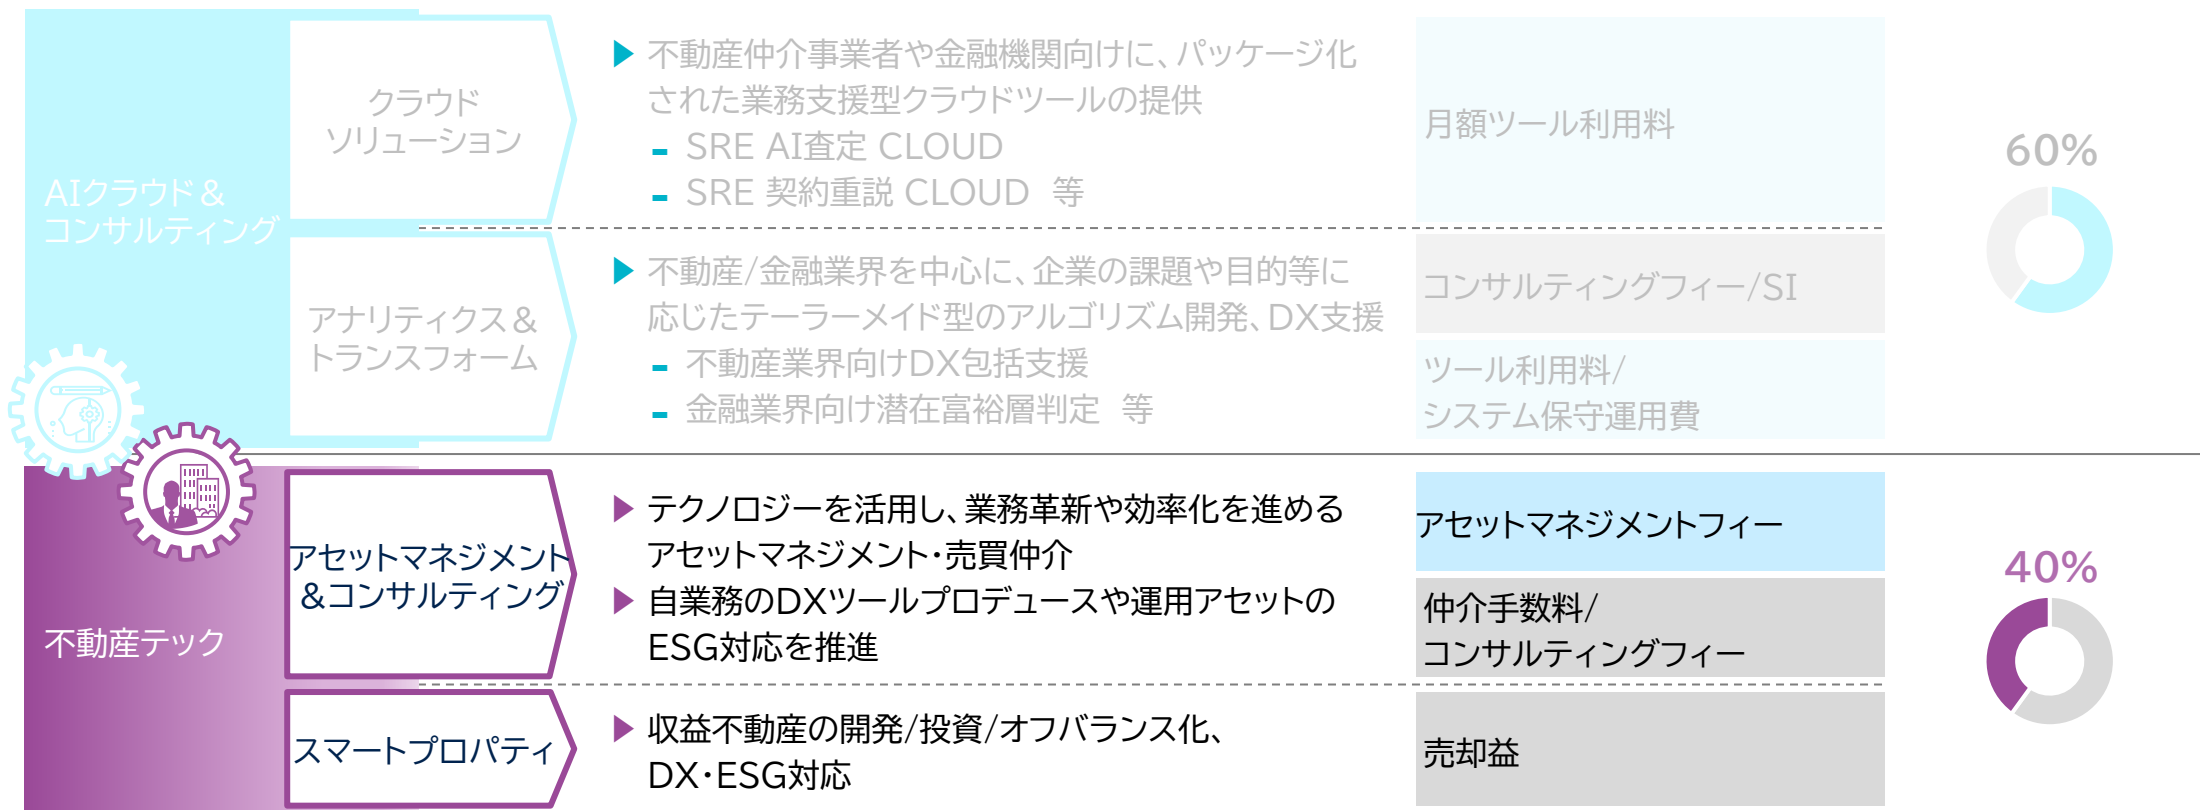 AIクラウド＆
コンサルティング
クラウド
ソリューション
▶ 不動産仲介事業者や金融機関向けに、パッケージ化
された業務支援型クラウドツールの提供
- SRE AI査定 CLOUD
- SRE 契約重説 CLOUD 等
月額ツール利用料
60%
アナリティクス＆
トランスフォーム
▶ 不動産/金融業界を中心に、企業の課題や目的等に
応じたテーラーメイド型のアルゴリズム開発、DX支援
- 不動産業界向けDX包括支援
- 金融業界向け潜在富裕層判定 等
コンサルティングフィー/SI
ツール利用料/
システム保守運用費
不動産テック
アセットマネジメント
＆コンサルティング
▶ テクノロジーを活用し、業務革新や効率化を進める
アセットマネジメント・売買仲介
▶ 自業務のDXツールプロデュースや運用アセットの
ESG対応を推進
アセットマネジメントフィー
仲介手数料/
コンサルティングフィー
40%
スマートプロパティ
▶ 収益不動産の開発/投資/オフバランス化、
DX・ESG対応
売却益